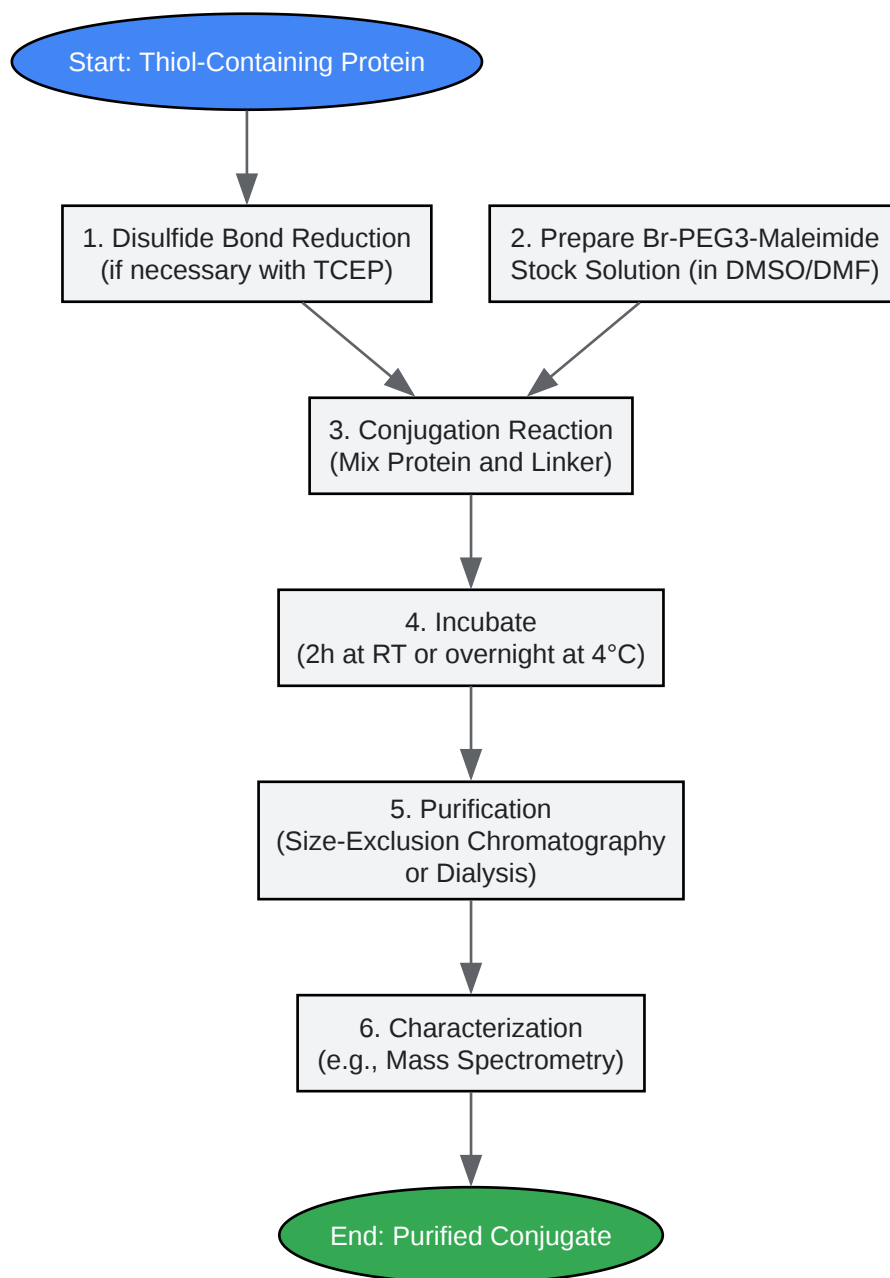 Start: Thiol-Containing Protein
1. Disulfide Bond Reduction
(if necessary with TCEP)
2. Prepare Br-PEG3-Maleimide
Stock Solution (in DMSO/DMF)
3. Conjugation Reaction
(Mix Protein and Linker)
4. Incubate
(2h at RT or overnight at 4°C)
5. Purification
(Size-Exclusion Chromatography
or Dialysis)
6. Characterization
(e.g., Mass Spectrometry)
End: Purified Conjugate